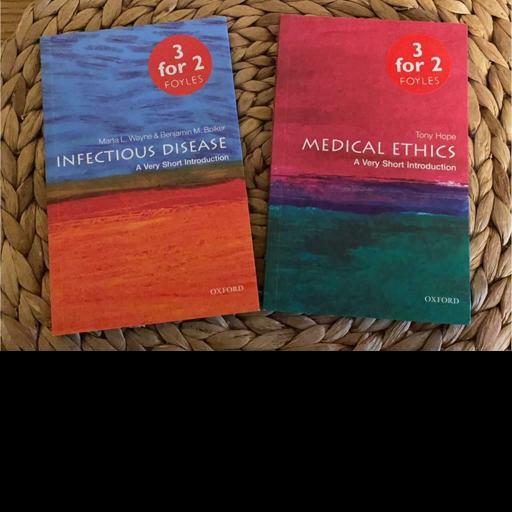 3
for 2
FOYLES
Marta L. Wayne & Benjamin M. Bolker
INFECTIOUS DISEASE
A Very Short Introduction
OXFORD
3
for 2
FOYLES
Tony Hope
MEDICAL ETHICS
A Very Short Introduction
OXFORD